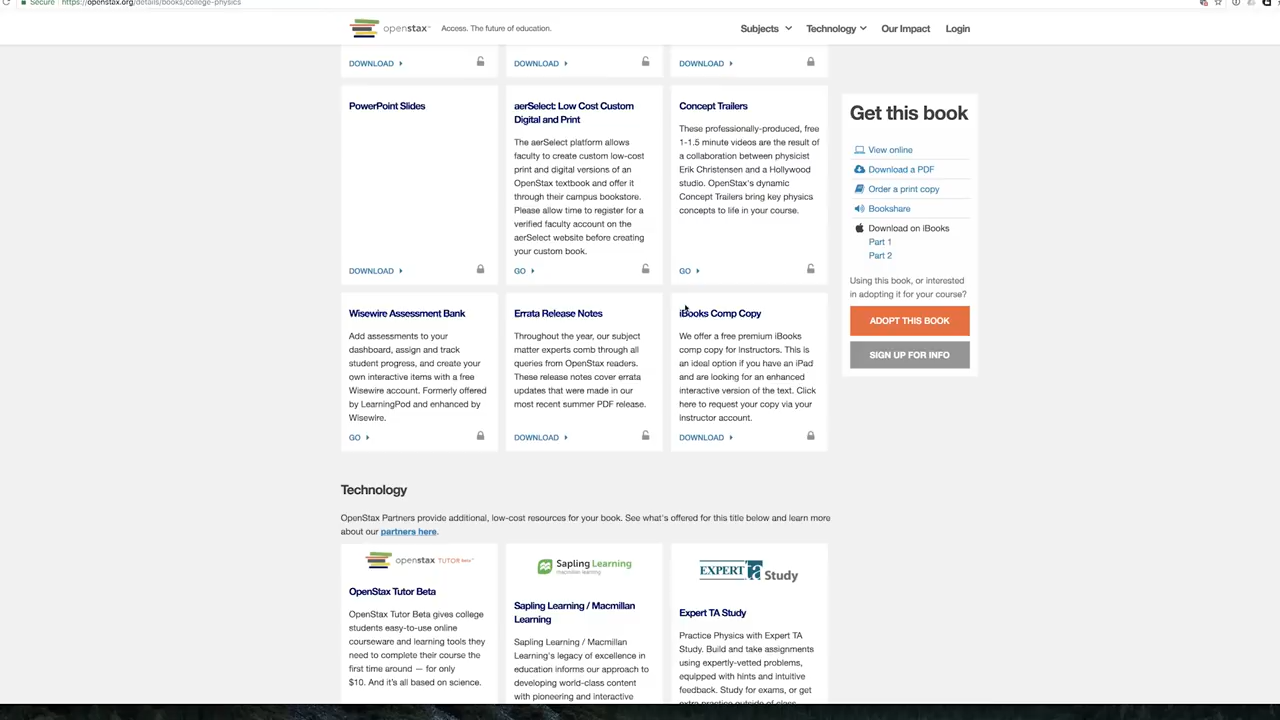 Secure https://openstax.org/details/books/college-physics
openstax™ Access. The future of education.
Subjects Technology Our Impact Login
DOWNLOAD
DOWNLOAD
DOWNLOAD
PowerPoint Slides
DOWNLOAD
aerSelect: Low Cost Custom
Digital and Print
The aerSelect platform allows
faculty to create custom low-cost
print and digital versions of an
OpenStax textbook and offer it
through their campus bookstore.
Please allow time to register for a
verified faculty account on the
aerSelect website before creating
your custom book.
GO
Concept Trailers
These professionally-produced, free
1-1.5 minute videos are the result of
a collaboration between physicist
Erik Christensen and a Hollywood
studio. OpenStax's dynamic
Concept Trailers bring key physics
concepts to life in your course.
GO
Wisewire Assessment Bank
Add assessments to your
dashboard, assign and track
student progress, and create your
own interactive items with a free
Wisewire account. Formerly offered
by LearningPod and enhanced by
Wisewire.
GO
Errata Release Notes
Throughout the year, our subject
matter experts comb through all
queries from OpenStax readers.
These release notes cover errata
updates that were made in our
most recent summer PDF release.
DOWNLOAD
iBooks Comp Copy
We offer a free premium iBooks
comp copy for instructors. This is
an ideal option if you have an iPad
and are looking for an enhanced
interactive version of the text. Click
here to request your copy via your
instructor account.
DOWNLOAD
Get this book
View online
Download a PDF
Order a print copy
Bookshare
Download on iBooks
Part 1
Part 2
Using this book, or interested
in adopting it for your course?
ADOPT THIS BOOK
SIGN UP FOR INFO
Technology
OpenStax Partners provide additional, low-cost resources for your book. See what's offered for this title below and learn more
about our partners here.
openstax TUTOR beta™
OpenStax Tutor Beta
OpenStax Tutor Beta gives college
students easy-to-use online
courseware and learning tools they
need to complete their course the
first time around — for only
$10. And it's all based on science.
Sapling Learning
macmillan learning
Sapling Learning / Macmillan
Learning
Sapling Learning / Macmillan
Learning's legacy of excellence in
education informs our approach to
developing world-class content
with pioneering and interactive
EXPERT TA Study
Expert TA Study
Practice Physics with Expert TA
Study. Build and take assignments
using expertly-vetted problems,
equipped with hints and intuitive
feedback. Study for exams, or get
extra practice outside of class